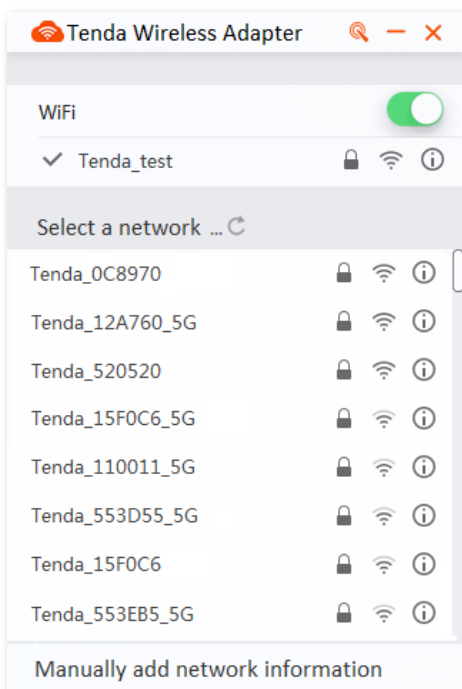 Tenda Wireless Adapter
WiFi
Tenda_test
Select a network ...
Tenda_0C8970
Tenda_12A760_5G
Tenda_520520
Tenda_15F0C6_5G
Tenda_110011_5G
Tenda_553D55_5G
Tenda_15F0C6
Tenda_553EB5_5G
Manually add network information